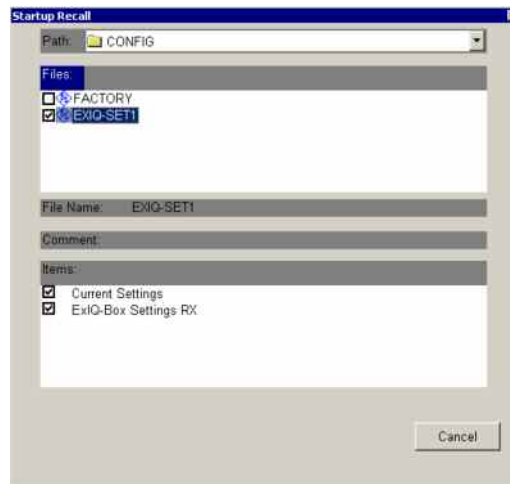 Startup Recall
Path: CONFIG
Files:
FACTORY
EXIQ-SET1
File Name: EXIQ-SET1
Comment:
Items:
Current Settings
ExIQ-Box Settings RX
Cancel